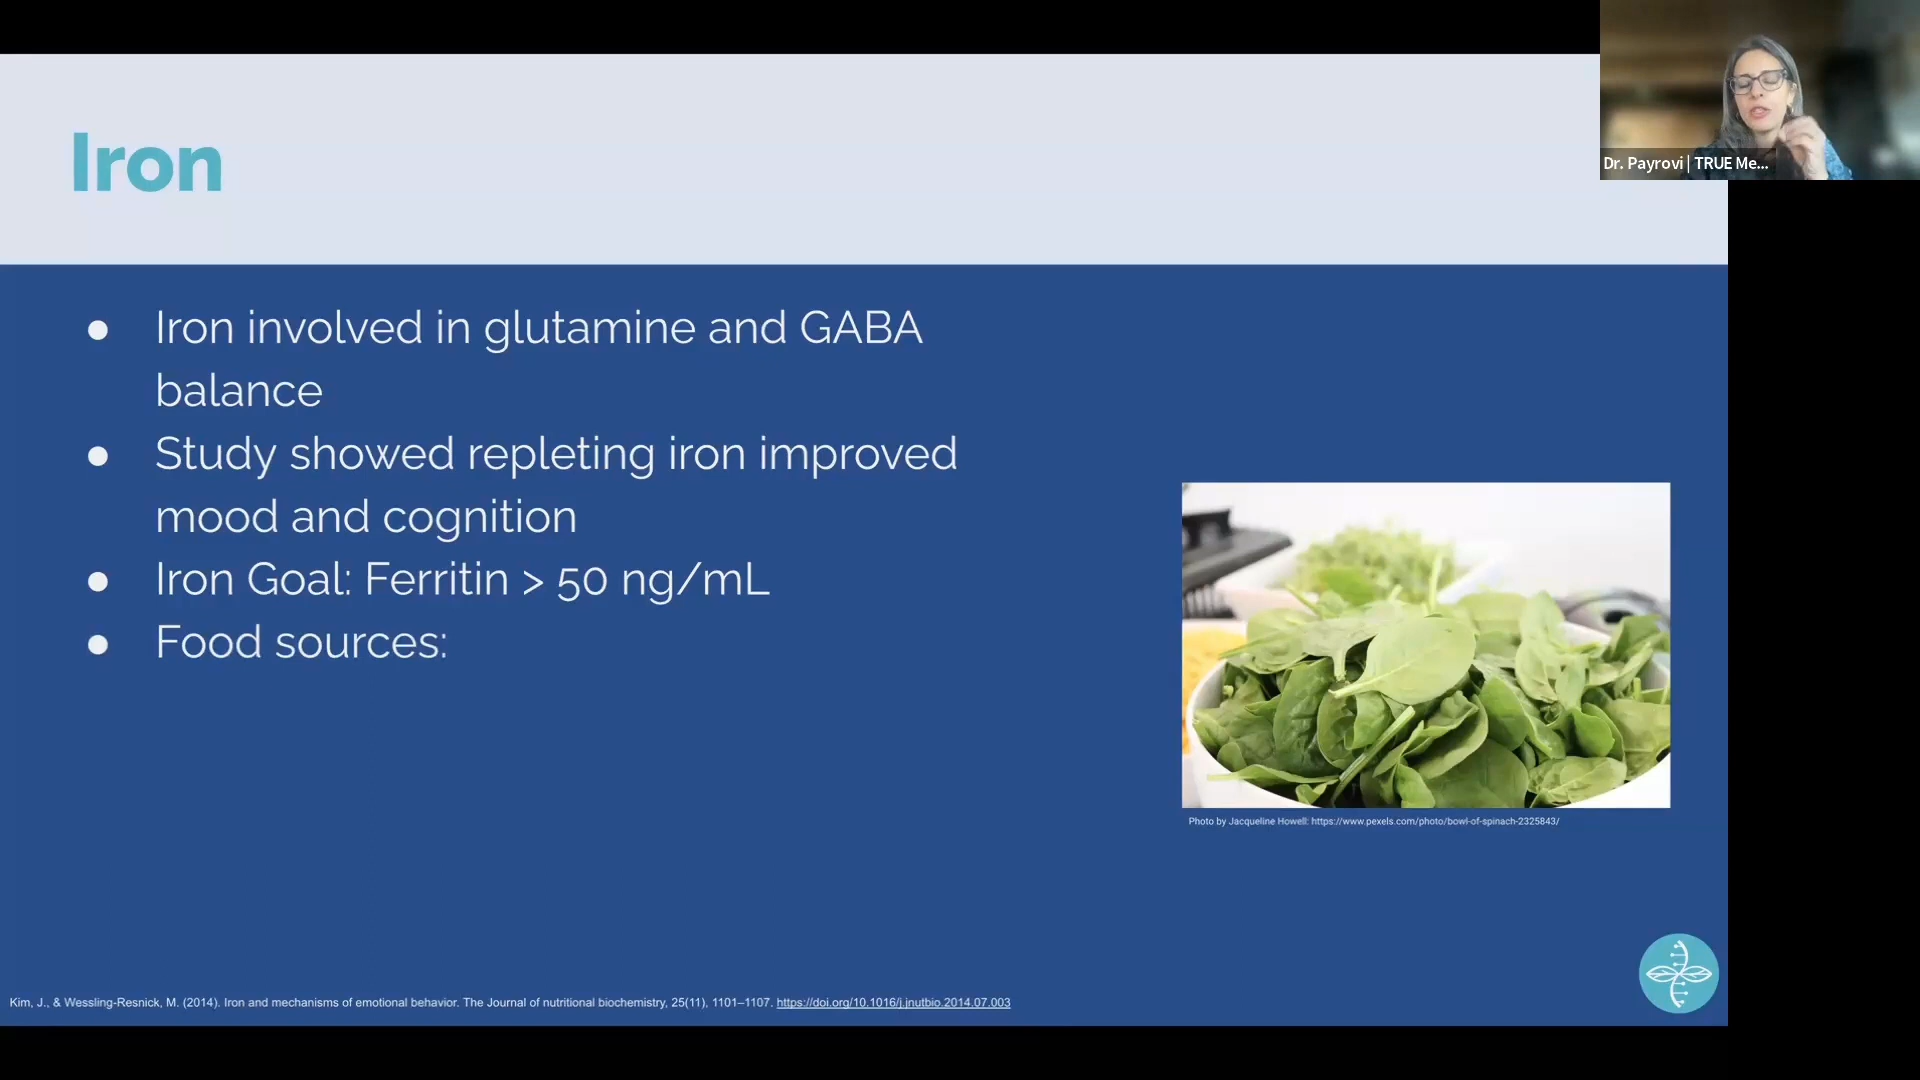 Iron
Dr. Payrovi | TRUE Me...
● Iron involved in glutamine and GABA
balance
● Study showed repleting iron improved
mood and cognition
● Iron Goal: Ferritin > 50 ng/mL
● Food sources:
Photo by Jacqueline Howell: https://www.pexels.com/photo/bowl-of-spinach-2325843/
Kim, J., & Wessling-Resnick, M. (2014). Iron and mechanisms of emotional behavior. The Journal of nutritional biochemistry, 25(11), 1101–1107. https://doi.org/10.1016/j.jnutbio.2014.07.003